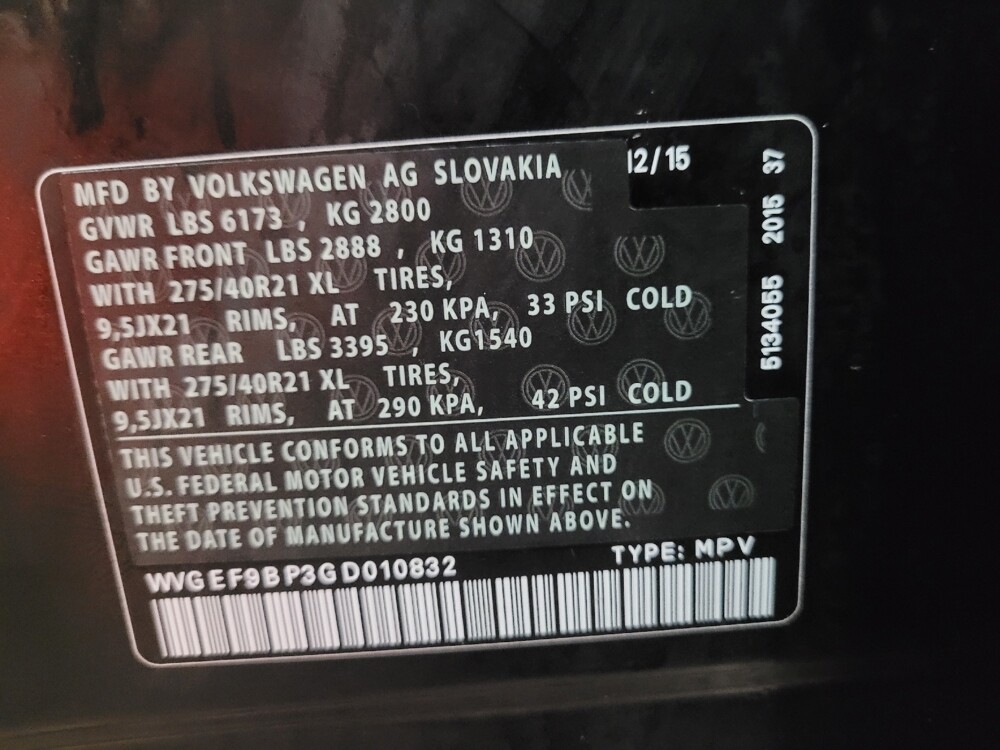 MFD BY VOLKSWAGEN AG SLOVAKIA 12/15
GVWR LBS 6173 , KG 2800
GAWR FRONT LBS 2888 , KG 1310
WITH 275/40R21 XL TIRES,
9,5JX21 RIMS, AT 230 KPA, 33 PSI COLD
GAWR REAR LBS 3395 , KG1540
WITH 275/40R21 XL TIRES,
9,5JX21 RIMS, AT 290 KPA, 42 PSI COLD
THIS VEHICLE CONFORMS TO ALL APPLICABLE
U.S. FEDERAL MOTOR VEHICLE SAFETY AND
THEFT PREVENTION STANDARDS IN EFFECT ON
THE DATE OF MANUFACTURE SHOWN ABOVE.
WVGEF9BP3GD010832 TYPE: MPV
5134055 2015 37